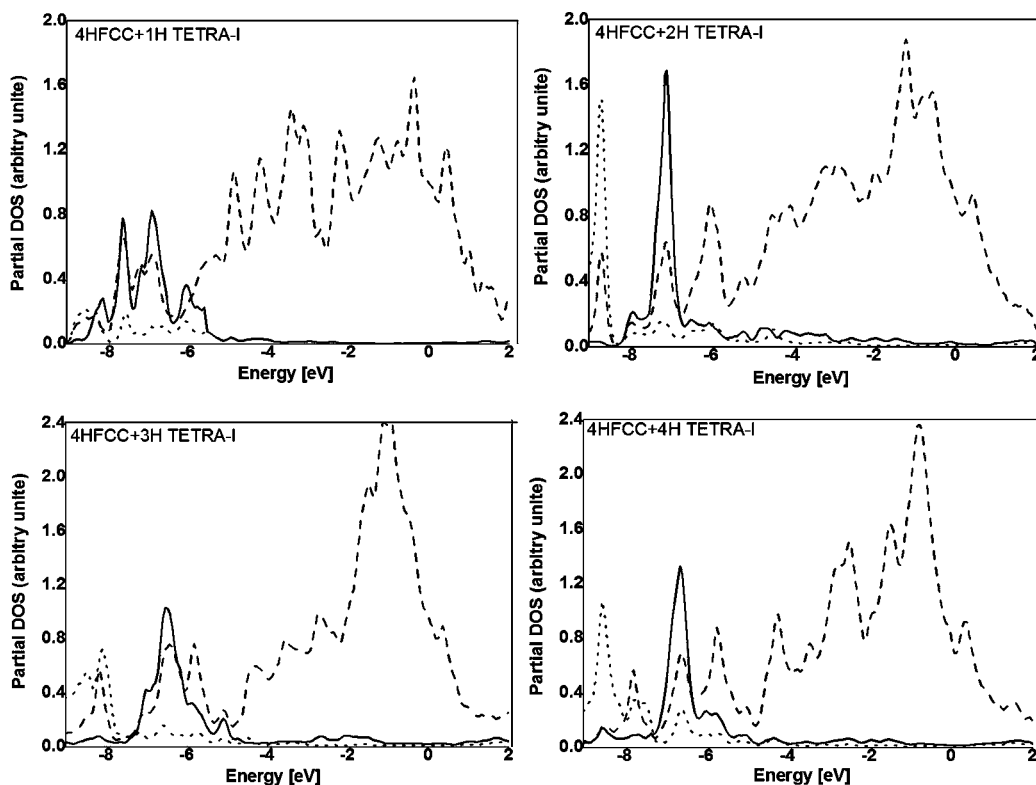 4HFCC+1H TETRA-I
Partial DOS (arbitry unite)
2.0
1.6
1.2
0.8
0.4
0.0
-8 -6 -4 -2 0 2
Energy [eV]
4HFCC+2H TETRA-I
Partial DOS (arbitry unite)
2.0
1.6
1.2
0.8
0.4
0.0
-8 -6 -4 -2 0 2
Energy [eV]
4HFCC+3H TETRA-I
Partial DOS (arbitry unite)
2.4
2.0
1.6
1.2
0.8
0.4
0.0
-8 -6 -4 -2 0 2
Energy [eV]
4HFCC+4H TETRA-I
Partial DOS (arbitry unite)
2.4
2.0
1.6
1.2
0.8
0.4
0.0
-8 -6 -4 -2 0 2
Energy [eV]